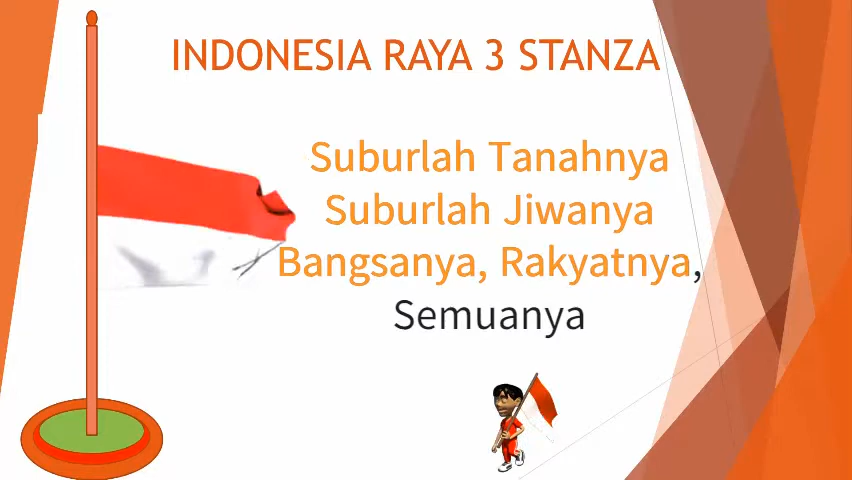 INDONESIA RAYA 3 STANZA
Suburlah Tanahnya
Suburlah Jiwanya
Bangsanya, Rakyatnya,
Semuanya